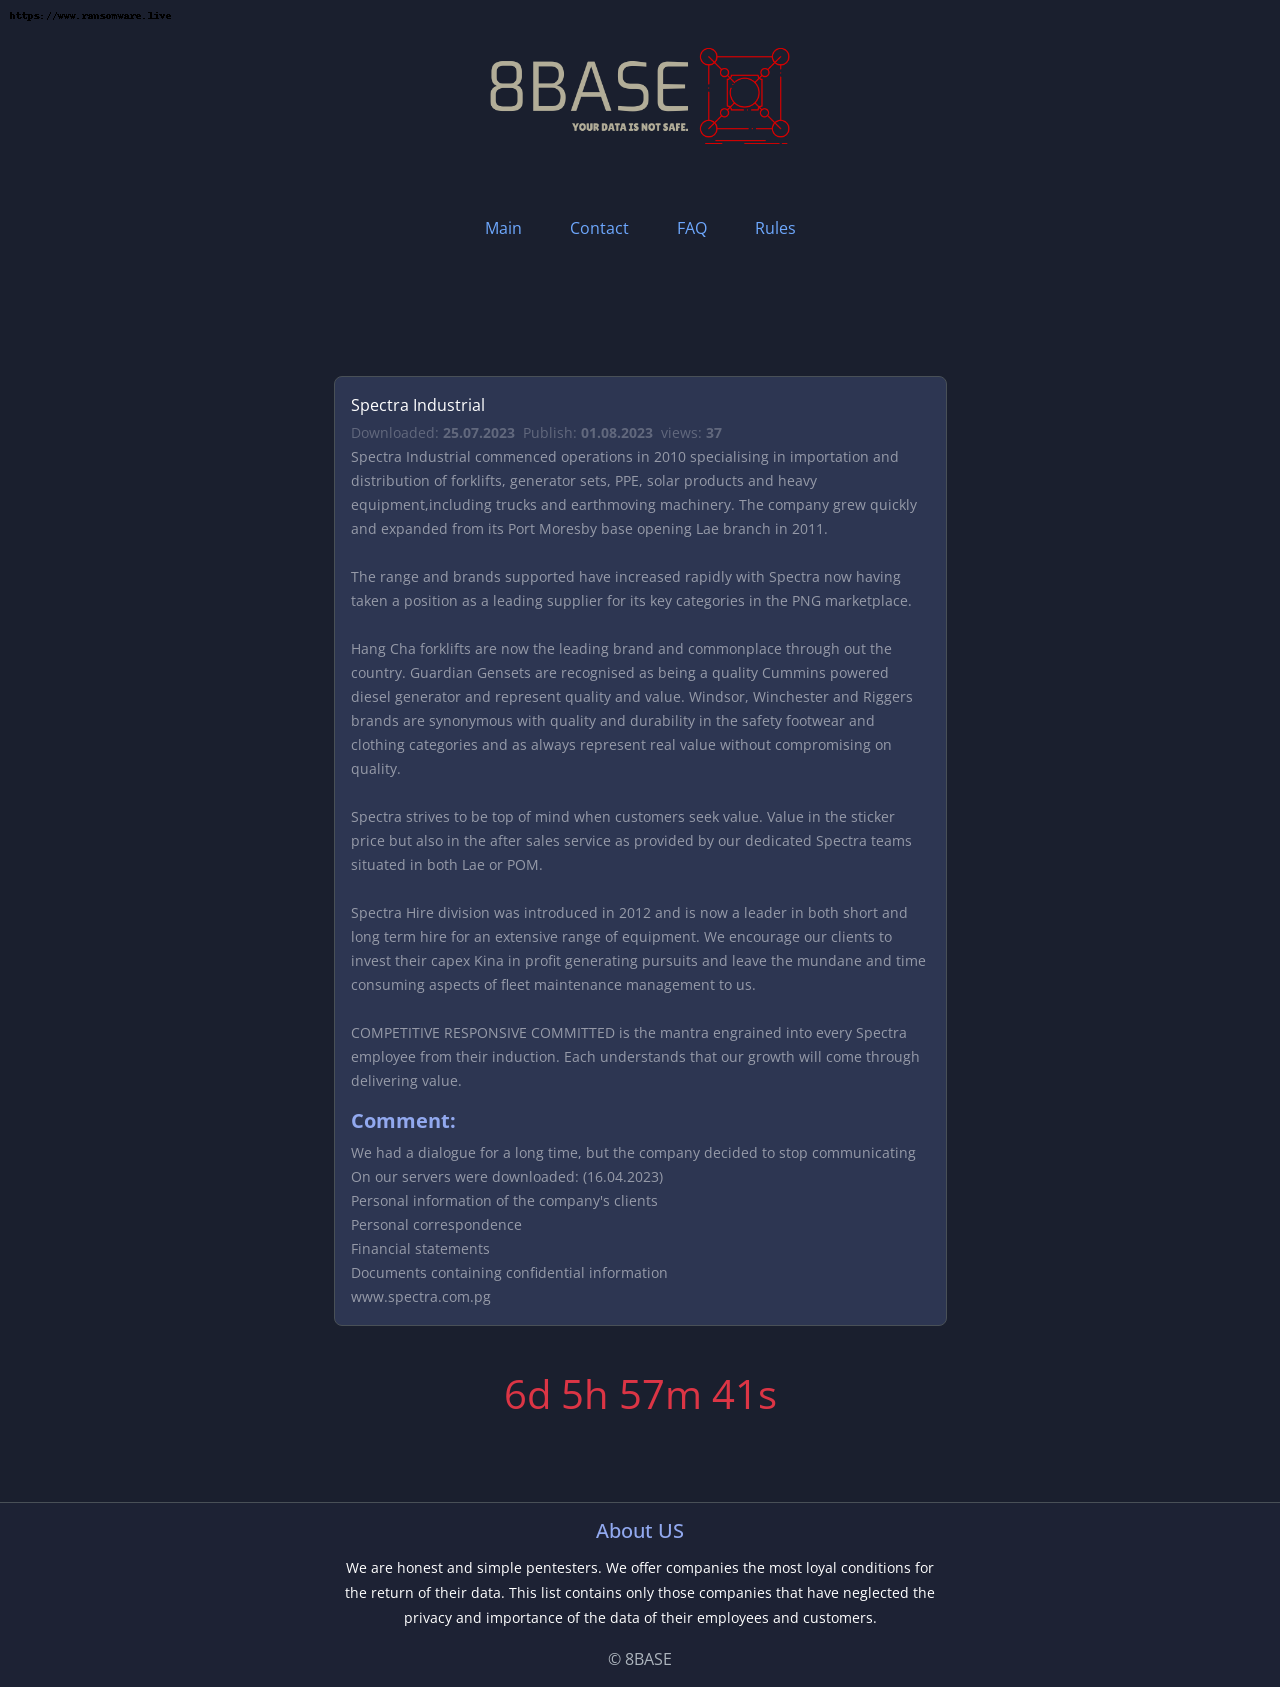 https://www.ransomware.live
8BASE
YOUR DATA IS NOT SAFE.
Main Contact FAQ Rules
Spectra Industrial
Downloaded: 25.07.2023 Publish: 01.08.2023 views: 37
Spectra Industrial commenced operations in 2010 specialising in importation and
distribution of forklifts, generator sets, PPE, solar products and heavy
equipment,including trucks and earthmoving machinery. The company grew quickly
and expanded from its Port Moresby base opening Lae branch in 2011.
The range and brands supported have increased rapidly with Spectra now having
taken a position as a leading supplier for its key categories in the PNG marketplace.
Hang Cha forklifts are now the leading brand and commonplace through out the
country. Guardian Gensets are recognised as being a quality Cummins powered
diesel generator and represent quality and value. Windsor, Winchester and Riggers
brands are synonymous with quality and durability in the safety footwear and
clothing categories and as always represent real value without compromising on
quality.
Spectra strives to be top of mind when customers seek value. Value in the sticker
price but also in the after sales service as provided by our dedicated Spectra teams
situated in both Lae or POM.
Spectra Hire division was introduced in 2012 and is now a leader in both short and
long term hire for an extensive range of equipment. We encourage our clients to
invest their capex Kina in profit generating pursuits and leave the mundane and time
consuming aspects of fleet maintenance management to us.
COMPETITIVE RESPONSIVE COMMITTED is the mantra engrained into every Spectra
employee from their induction. Each understands that our growth will come through
delivering value.
Comment:
We had a dialogue for a long time, but the company decided to stop communicating
On our servers were downloaded: (16.04.2023)
Personal information of the company's clients
Personal correspondence
Financial statements
Documents containing confidential information
www.spectra.com.pg
6d 5h 57m 41s
About US
We are honest and simple pentesters. We offer companies the most loyal conditions for
the return of their data. This list contains only those companies that have neglected the
privacy and importance of the data of their employees and customers.
© 8BASE